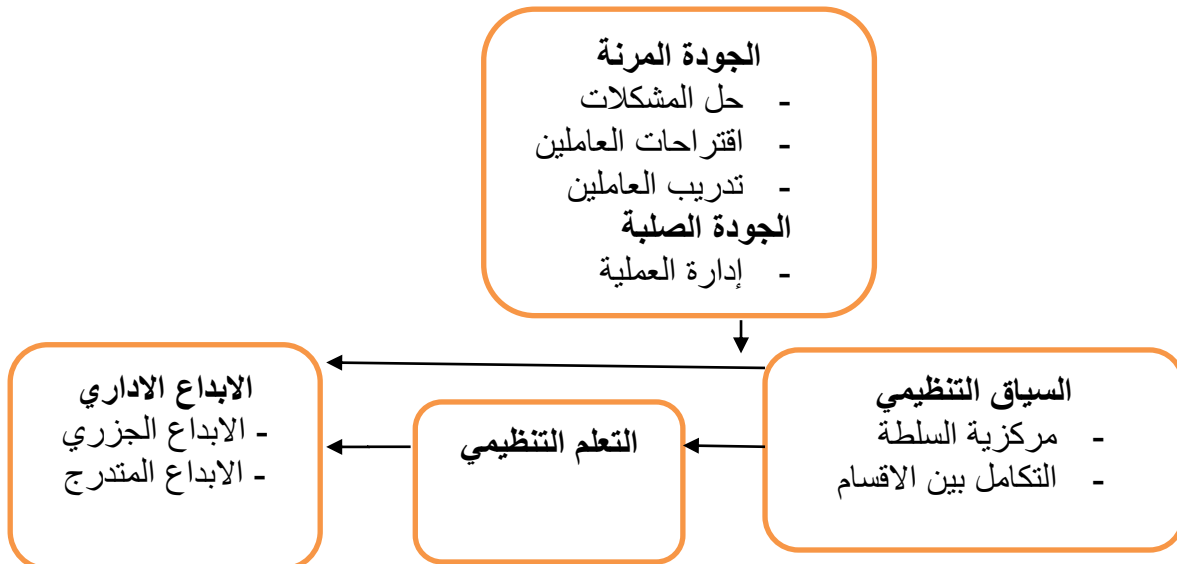 الجودة المرنة
- حل المشكلات
- اقتراحات العاملين
- تدريب العاملين
الجودة الصلبة
- إدارة العملية
السياق التنظيمي
- مركزية السلطة
- التكامل بين الاقسام
التعلم التنظيمي
الابداع الاداري
- الابداع الجزري
- الابداع المتدرج